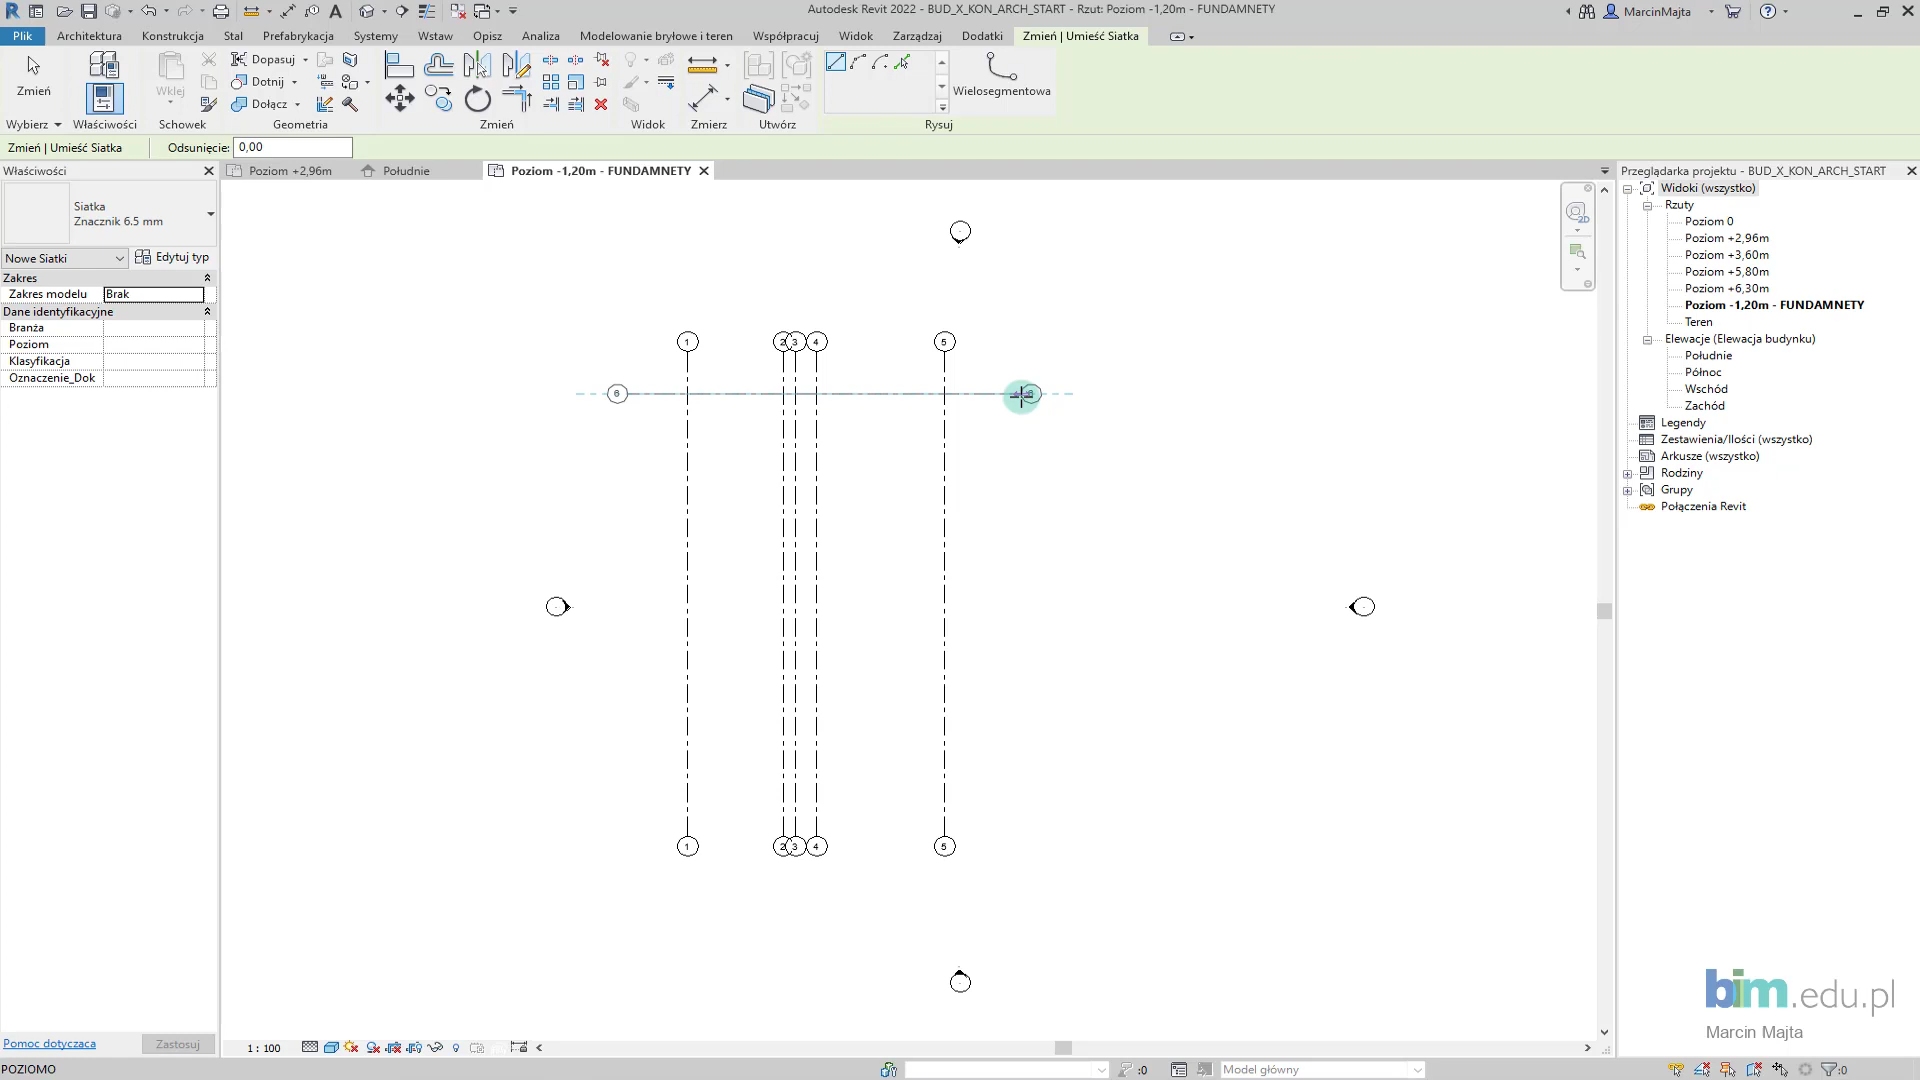 Autodesk Revit 2022 - BUD_X_KON_ARCH_START - Rzut: Poziom -1,20m - FUNDAMNETY
MarcinMajta
Plik Architektura Konstrukcja Stal Prefabrykacja Systemy Wstaw Opisz Analiza Modelowanie bryłowe i teren Współpracuj Widok Zarządzaj Dodatki Zmień | Umieść Siatka
Zmień
Wklej
Dopasuj
Dotnij
Dołącz
Wielosegmentowa
Wybierz Właściwości Schowek Geometria Zmień Widok Zmierz Utwórz Rysuj
Zmień | Umieść Siatka Odsunięcie: 0,00
Właściwości
Poziom +2,96m
Południe
Poziom -1,20m - FUNDAMNETY
Siatka
Znacznik 6.5 mm
Nowe Siatki
Edytuj typ
Zakres
Zakres modelu Brak
Dane identyfikacyjne
Branża
Poziom
Klasyfikacja
Oznaczenie_Dok
2D
1 2 3 4 5
6
1 2 3 4 5
Przeglądarka projektu - BUD_X_KON_ARCH_START
Widoki (wszystko)
Rzuty
Poziom 0
Poziom +2,96m
Poziom +3,60m
Poziom +5,80m
Poziom +6,30m
Poziom -1,20m - FUNDAMNETY
Teren
Elewacje (Elewacja budynku)
Południe
Północ
Wschód
Zachód
Legendy
Zestawienia/Ilości (wszystko)
Arkusze (wszystko)
Rodziny
Grupy
Połączenia Revit
bim.edu.pl
Marcin Majta
Pomoc dotycząca
Zastosuj
1 : 100
POZIOMO
:0
Model główny
:0